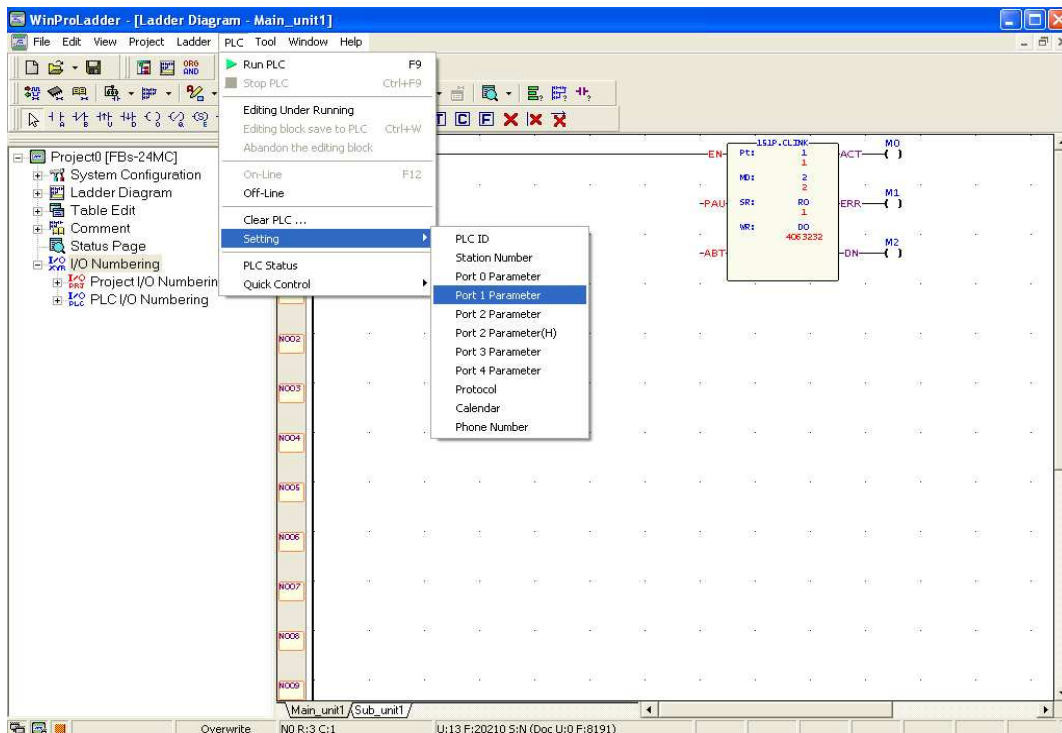 WinProLadder - [Ladder Diagram - Main_unit1]
File Edit View Project Ladder PLC Tool Window Help
ORG
AND
Run PLC F9
Stop PLC Ctrl+F9
Editing Under Running
Editing block save to PLC Ctrl+W
Abandon the editing block
On-Line F12
Off-Line
Clear PLC ...
Setting
PLC Status
Quick Control
PLC ID
Station Number
Port 0 Parameter
Port 1 Parameter
Port 2 Parameter
Port 2 Parameter(H)
Port 3 Parameter
Port 4 Parameter
Protocol
Calendar
Phone Number
Project0 [FBs-24MC]
System Configuration
Ladder Diagram
Table Edit
Comment
Status Page
I/O Numbering
Project I/O Numberin
PLC I/O Numbering
151P.CLINK
EN Pt: 1 ACT M0
1
MD: 2
2
PAU SR: R0 ERR M1
1
WR: D0
4063232
ABT DN M2
N002
N003
N004
N005
N006
N007
N008
N009
Main_unit1 Sub_unit1
Overwrite N0 R:3 C:1 U:13 F:20210 S:N (Doc U:0 F:8191)